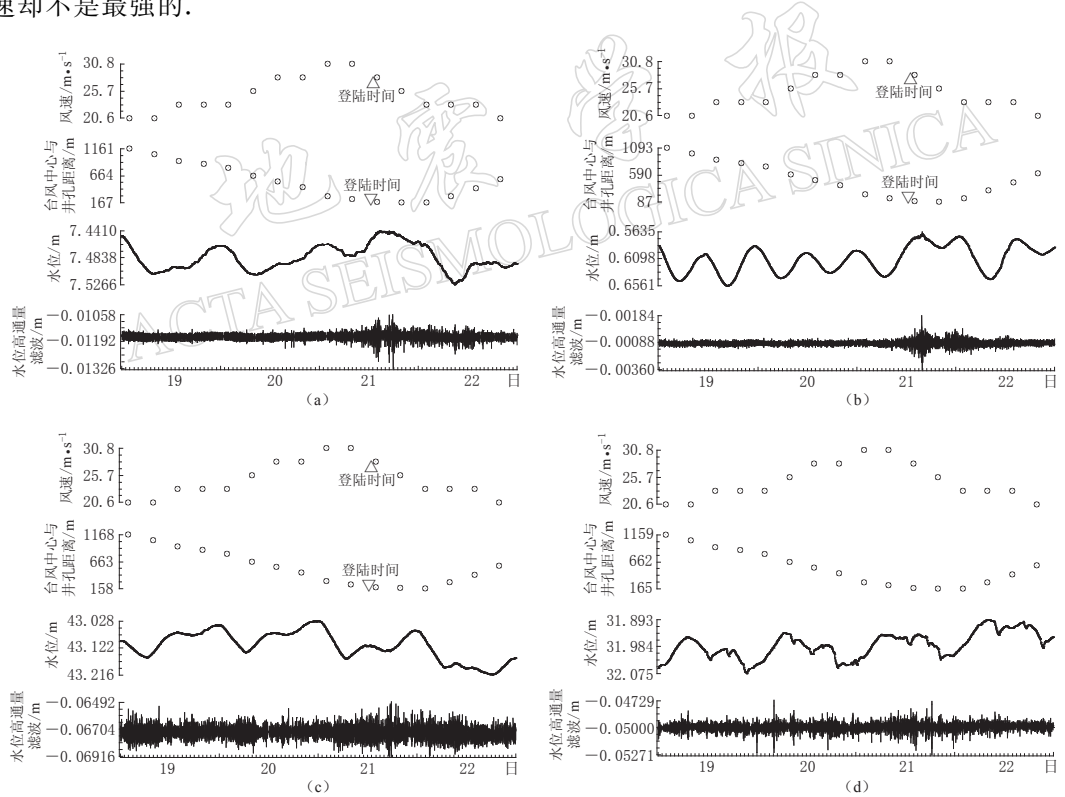 速却不是最强的.
地震学报
ACTA SEISMOLOGICA SINICA
风速/m•s⁻¹
30.8
25.7
20.6
登陆时间
台风中心与
井孔距离/m
1161
664
167
登陆时间
水位/m
7.4410
7.4838
7.5266
水位高通量
滤波/m
−0.01058
−0.01192
−0.01326
19 20 21 22 日
(a)
风速/m•s⁻¹
30.8
25.7
20.6
登陆时间
台风中心与
井孔距离/m
1093
590
87
登陆时间
水位/m
0.5635
0.6098
0.6561
水位高通量
滤波/m
−0.00184
−0.00088
−0.00360
19 20 21 22 日
(b)
风速/m•s⁻¹
30.8
25.7
20.6
登陆时间
台风中心与
井孔距离/m
1168
663
158
登陆时间
水位/m
43.028
43.122
43.216
水位高通量
滤波/m
−0.06492
−0.06704
−0.06916
19 20 21 22 日
(c)
风速/m•s⁻¹
30.8
25.7
20.6
台风中心与
井孔距离/m
1159
662
165
水位/m
31.893
31.984
32.075
水位高通量
滤波/m
−0.04729
−0.05000
−0.05271
19 20 21 22 日
(d)